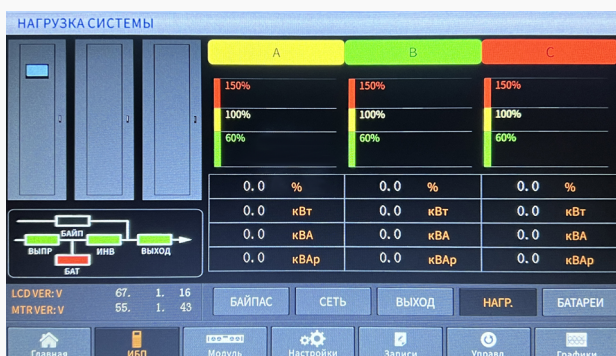 НАГРУЗКА СИСТЕМЫ
A B C
150% 150% 150%
100% 100% 100%
60% 60% 60%
0.0 % 0.0 % 0.0 %
0.0 кВт 0.0 кВт 0.0 кВт
0.0 кВА 0.0 кВА 0.0 кВА
0.0 кВАр 0.0 кВАр 0.0 кВАр
БАЙП
ВЫПР ИНВ ВЫХОД
БАТ
LCD VER: V 67. 1. 16
MTR VER: V 55. 1. 43
БАЙПАС СЕТЬ ВЫХОД НАГР. БАТАРЕИ
Главная ИБП Модуль Настройки Записи Управл Графики